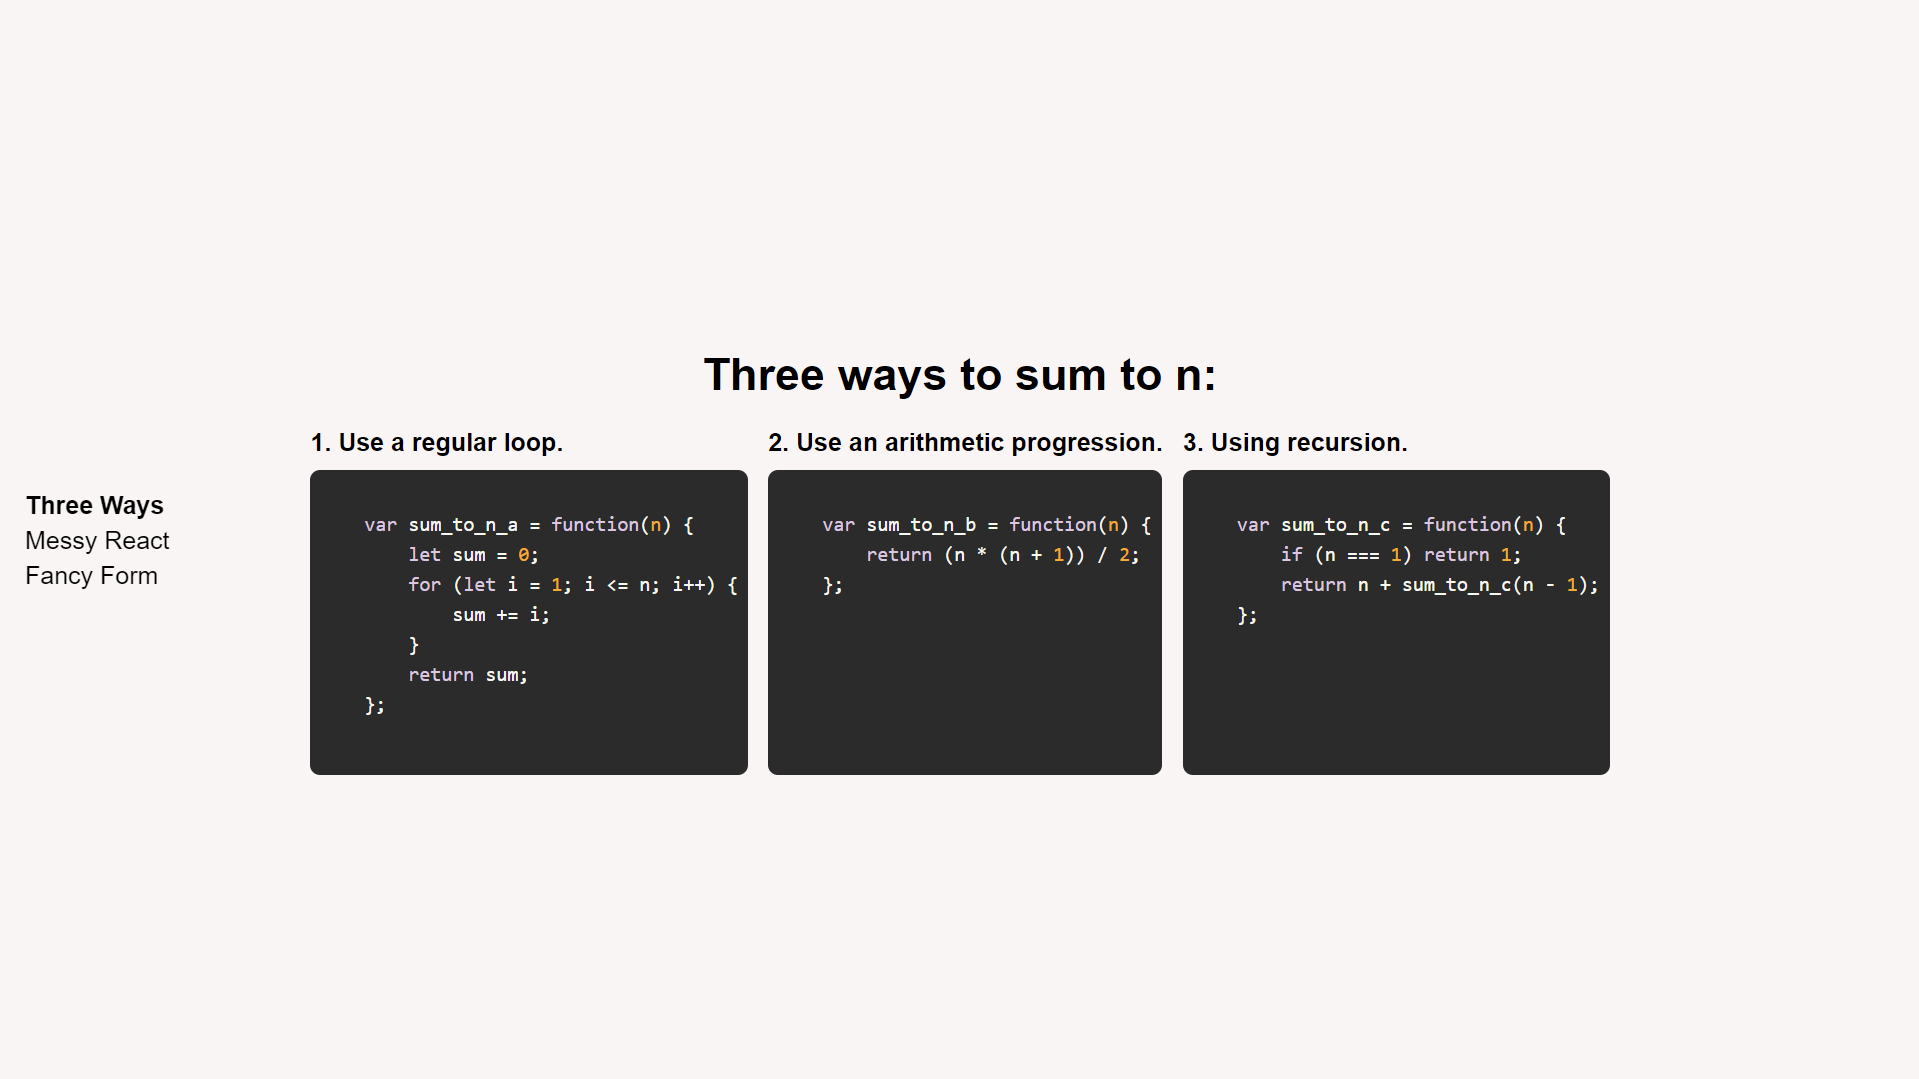 Three ways to sum to n:
Three Ways
Messy React
Fancy Form
1. Use a regular loop.
var sum_to_n_a = function(n) {
    let sum = 0;
    for (let i = 1; i <= n; i++) {
        sum += i;
    }
    return sum;
};
2. Use an arithmetic progression.
var sum_to_n_b = function(n) {
    return (n * (n + 1)) / 2;
};
3. Using recursion.
var sum_to_n_c = function(n) {
    if (n === 1) return 1;
    return n + sum_to_n_c(n - 1);
};